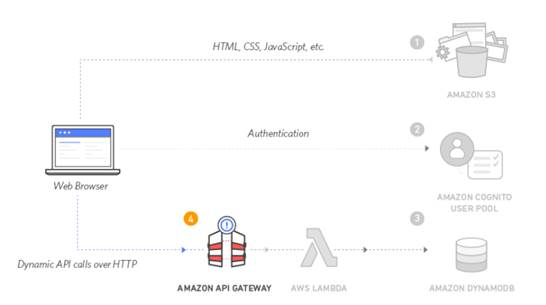 HTML, CSS, JavaScript, etc.
1
AMAZON S3
Authentication
2
Web Browser
AMAZON COGNITO
USER POOL
4
3
Dynamic API calls over HTTP
AMAZON API GATEWAY
AWS LAMBDA
AMAZON DYNAMODB